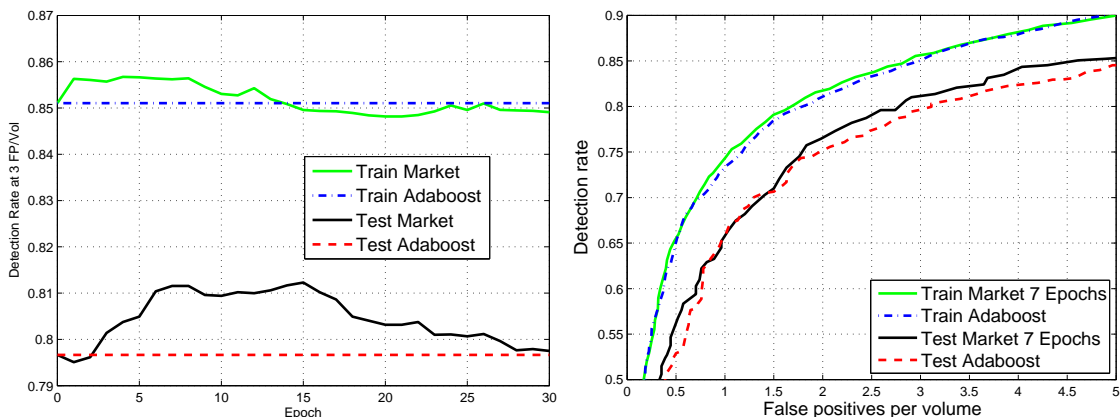 0.87
0.86
0.85
0.84
0.83
0.82
0.81
0.8
0.79
Detection Rate at 3 FP/Vol
0 5 10 15 20 25 30
Epoch
Train Market
Train Adaboost
Test Market
Test Adaboost
0.9
0.85
0.8
0.75
0.7
0.65
0.6
0.55
0.5
Detection rate
0 0.5 1 1.5 2 2.5 3 3.5 4 4.5 5
False positives per volume
Train Market 7 Epochs
Train Adaboost
Test Market 7 Epochs
Test Adaboost